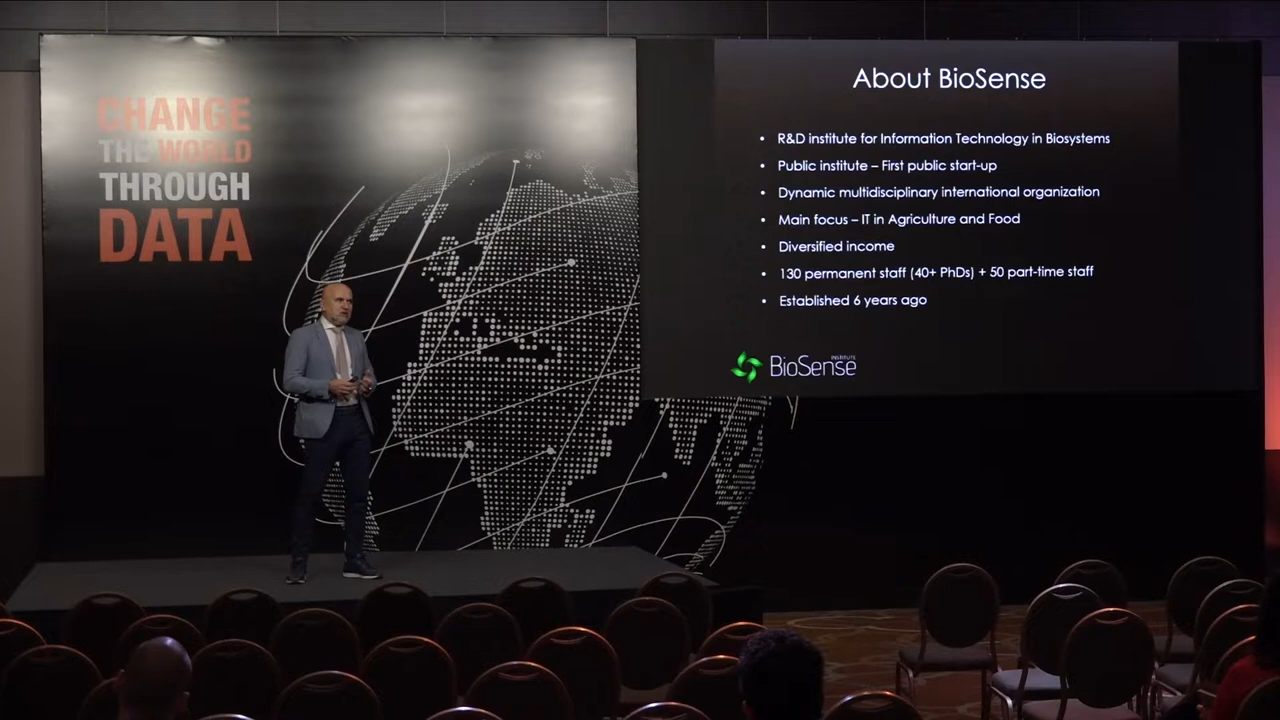 CHANGE
THE WORLD
THROUGH
DATA
About BioSense
• R&D institute for Information Technology in Biosystems
• Public institute – First public start-up
• Dynamic multidisciplinary international organization
• Main focus – IT in Agriculture and Food
• Diversified income
• 130 permanent staff (40+ PhDs) + 50 part-time staff
• Established 6 years ago
BioSense INSTITUTE